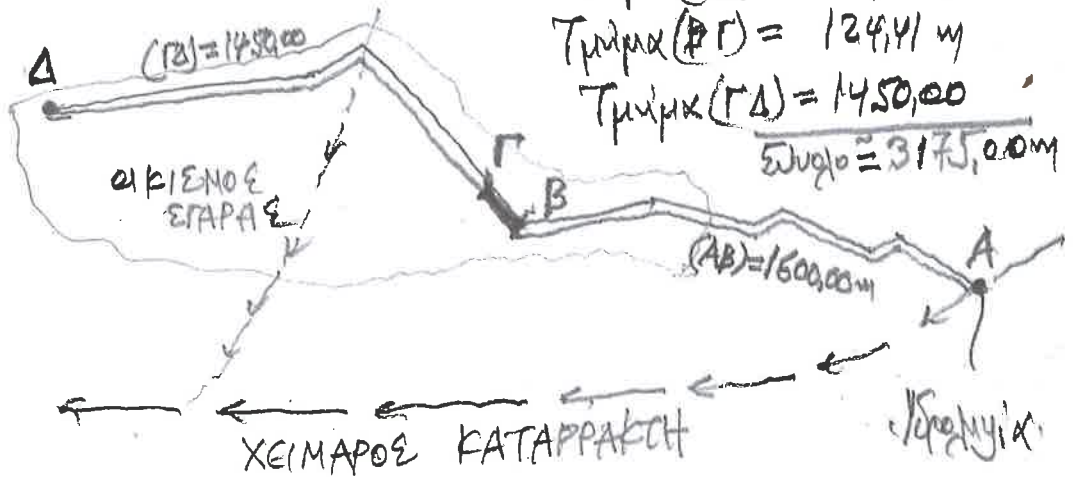 Τμήμα (ΒΓ) = 124,41 m
Τμήμα (ΓΔ) = 1450,00
Σύνολο ≃ 3175,00m
(ΓΔ)=1450,00
Δ
Γ
Β
ΟΙΚΙΣΜΟΣ
ΣΓΑΡΑΣ
Α
(ΑΒ)=1600,00m
Υδροληψία.
ΧΕΙΜΑΡΟΣ ΚΑΤΑΡΡΑΚΤΗ